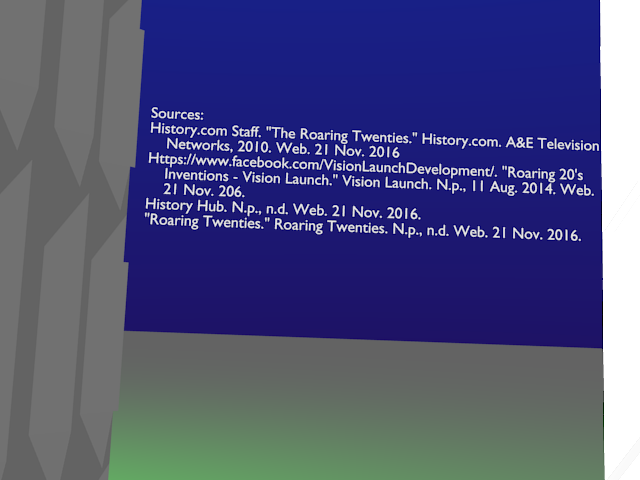 Sources:
History.com Staff. "The Roaring Twenties." History.com. A&E Television
Networks, 2010. Web. 21 Nov. 2016
Https://www.facebook.com/VisionLaunchDevelopment/. "Roaring 20's
Inventions - Vision Launch." Vision Launch. N.p., 11 Aug. 2014. Web.
21 Nov. 206.
History Hub. N.p., n.d. Web. 21 Nov. 2016.
"Roaring Twenties." Roaring Twenties. N.p., n.d. Web. 21 Nov. 2016.